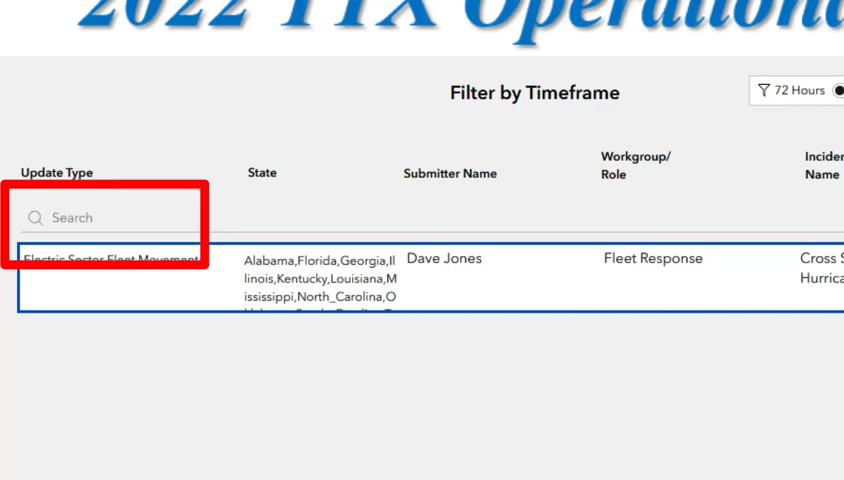 2022 TTX Operationa
Filter by Timeframe
72 Hours
Update Type
State
Submitter Name
Workgroup/
Role
Inciden
Name
Search
Electric Sector Fleet Movement
Alabama,Florida,Georgia,Il
linois,Kentucky,Louisiana,M
ississippi,North_Carolina,O
Dave Jones
Fleet Response
Cross S
Hurrica